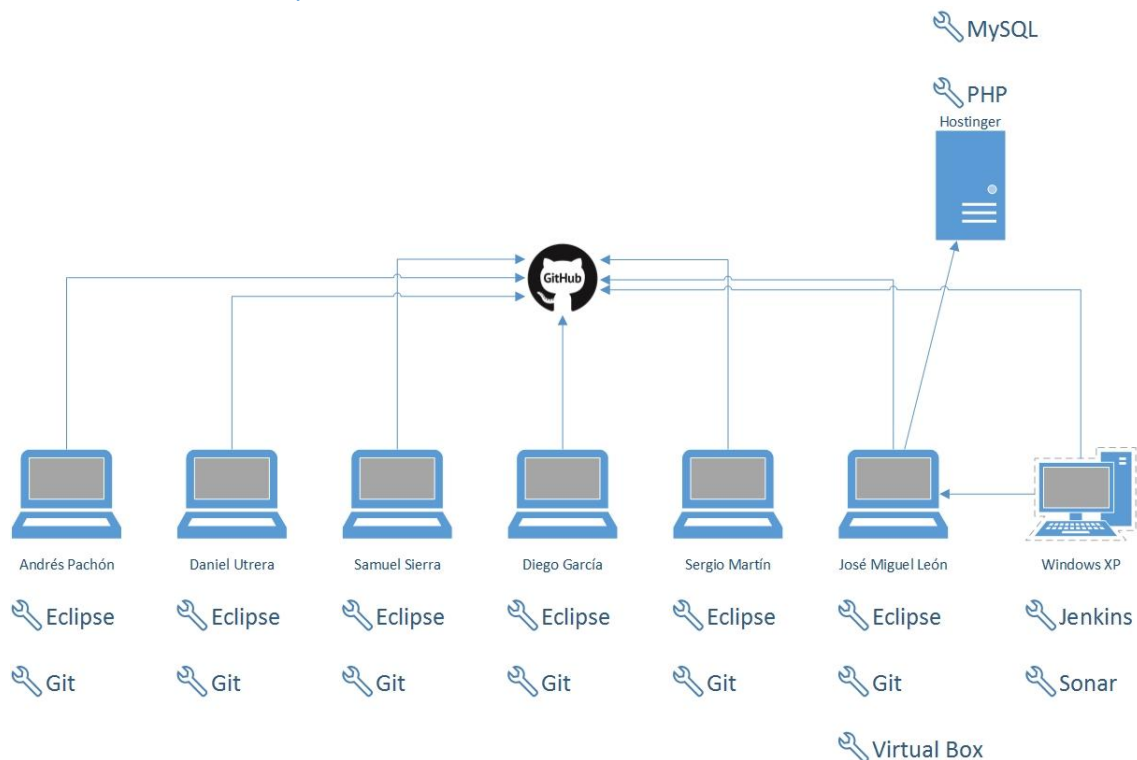 MySQL
PHP
Hostinger
GitHub
Andrés Pachón
Daniel Utrera
Samuel Sierra
Diego García
Sergio Martín
José Miguel León
Windows XP
Eclipse
Eclipse
Eclipse
Eclipse
Eclipse
Eclipse
Jenkins
Git
Git
Git
Git
Git
Git
Sonar
Virtual Box